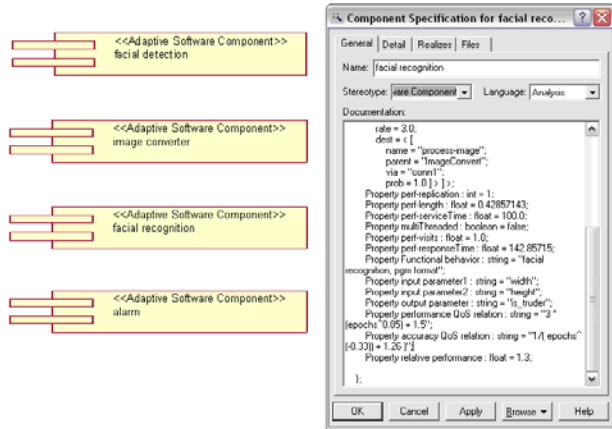 <<Adaptive Software Component>>
facial detection
<<Adaptive Software Component>>
image converter
<<Adaptive Software Component>>
facial recognition
<<Adaptive Software Component>>
alarm
Component Specification for facial reco...
General Detail Realizes Files
Name: facial recognition
Stereotype: ware Component Language: Analysis
Documentation:
rate = 3.0;
dest = < [
name = "process-image";
parent = "ImageConvert";
via = "conn1";
prob = 1.0 ] > ] >;
Property perf-replication : int = 1;
Property perf-length : float = 0.42857143;
Property perf-serviceTime : float = 100.0;
Property multiThreaded : boolean = false;
Property perf-visits : float = 1.0;
Property perf-responseTime : float = 142.85715;
Property Functional behavior : string = "facial
recognition, pgm format";
Property input parameter1 : string = "width";
Property input parameter2 : string = "height";
Property output parameter : string = "is_truder";
Property performance QoS relation : string = "3 *
(epochs^0.85) + 1.5";
Property accuracy QoS relation : string = "1/( epochs^
(-0.33)) + 1.26 )";
Property relative performance : float = 1.3;
};
OK Cancel Apply Browse Help